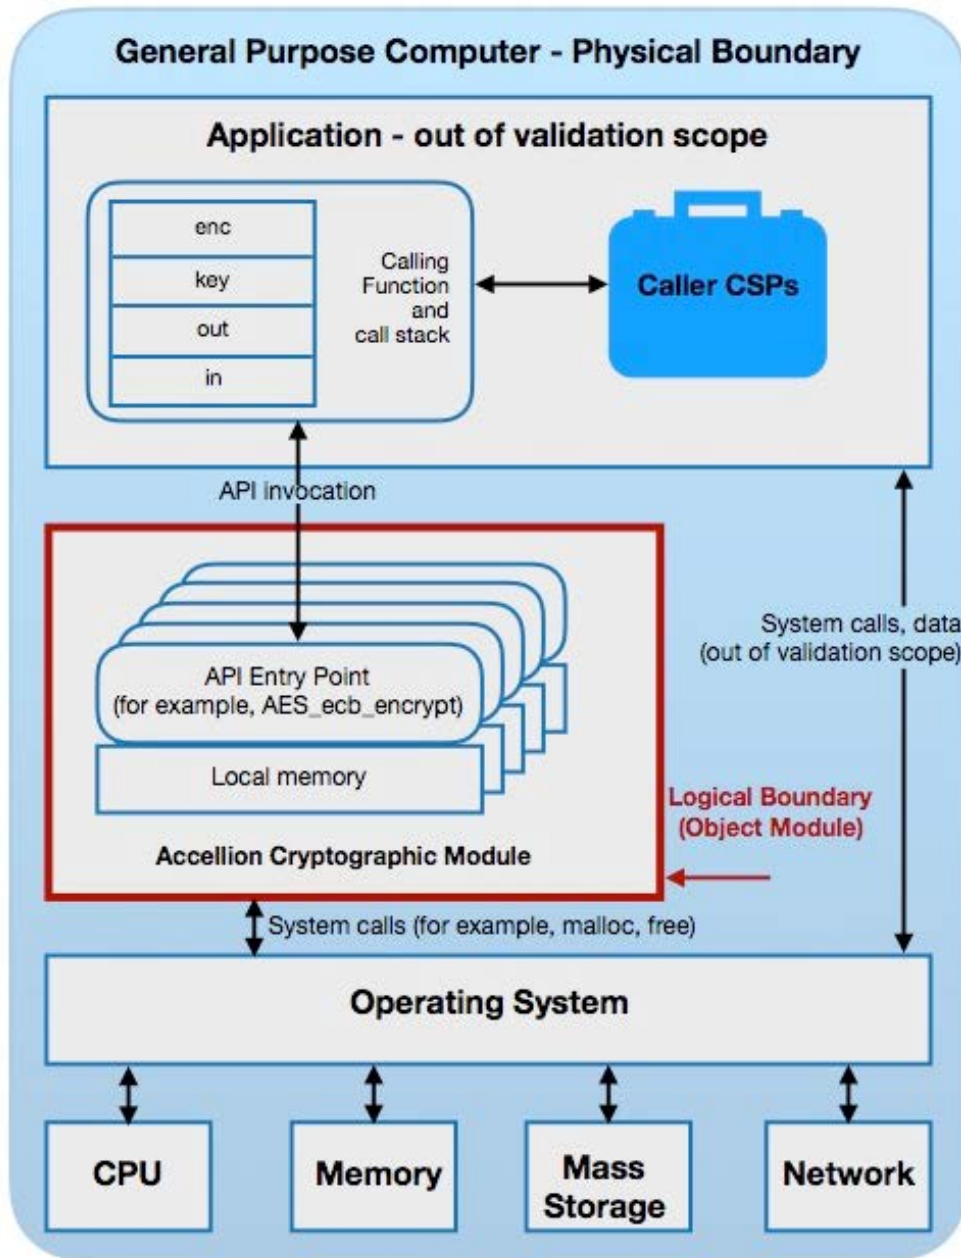 General Purpose Computer - Physical Boundary
Application - out of validation scope
enc
key
out
in
Calling
Function
and
call stack
Caller CSPs
API invocation
System calls, data
(out of validation scope)
API Entry Point
(for example, AES_ecb_encrypt)
Local memory
Accellion Cryptographic Module
Logical Boundary
(Object Module)
System calls (for example, malloc, free)
Operating System
CPU
Memory
Mass
Storage
Network